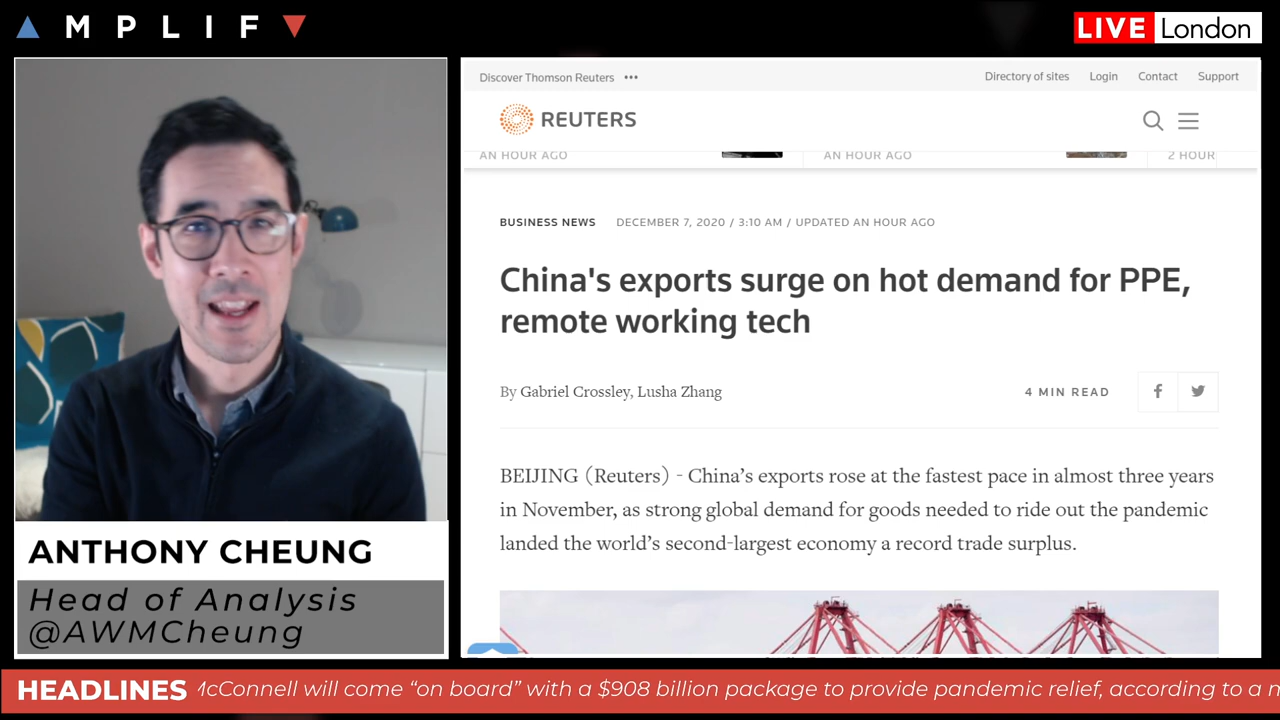 AMPLIFY
LIVE London
Discover Thomson Reuters •••
Directory of sites Login Contact Support
REUTERS
AN HOUR AGO
AN HOUR AGO
2 HOUR
BUSINESS NEWS DECEMBER 7, 2020 / 3:10 AM / UPDATED AN HOUR AGO
China's exports surge on hot demand for PPE,
remote working tech
By Gabriel Crossley, Lusha Zhang
4 MIN READ
BEIJING (Reuters) - China’s exports rose at the fastest pace in almost three years
in November, as strong global demand for goods needed to ride out the pandemic
landed the world’s second-largest economy a record trade surplus.
ANTHONY CHEUNG
Head of Analysis
@AWMCheung
HEADLINES McConnell will come “on board” with a $908 billion package to provide pandemic relief, according to a